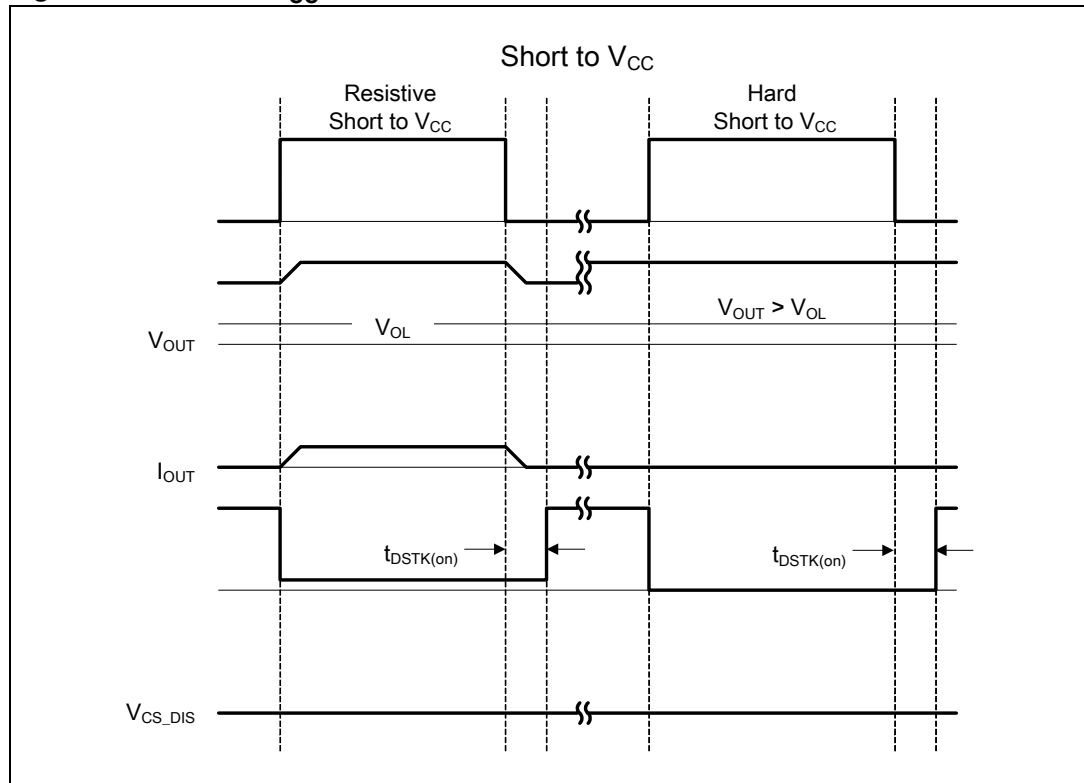 Short to VCC
Resistive
Short to VCC
Hard
Short to VCC
VOUT > VOL
VOL
VOUT
IOUT
tDSTK(on)
tDSTK(on)
VCS_DIS